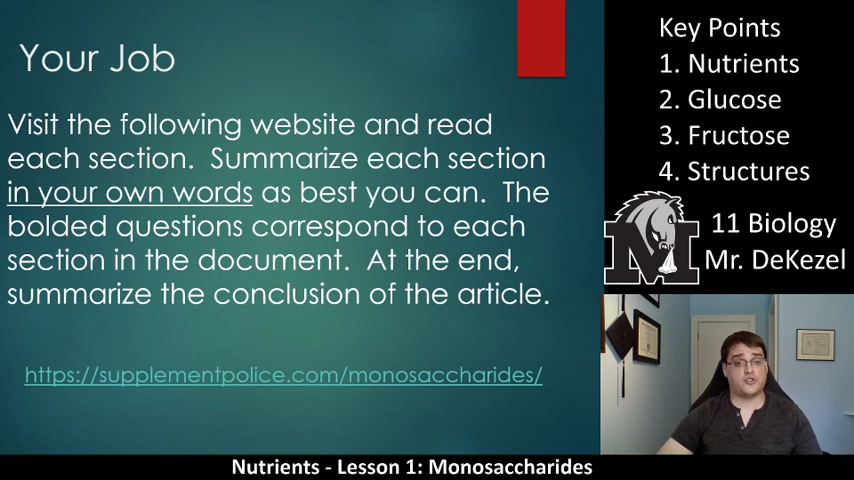 Your Job
Visit the following website and read
each section.  Summarize each section
in your own words as best you can.  The
bolded questions correspond to each
section in the document.  At the end,
summarize the conclusion of the article.
https://supplementpolice.com/monosaccharides/
Key Points
1. Nutrients
2. Glucose
3. Fructose
4. Structures
M
11 Biology
Mr. DeKezel
Nutrients - Lesson 1: Monosaccharides